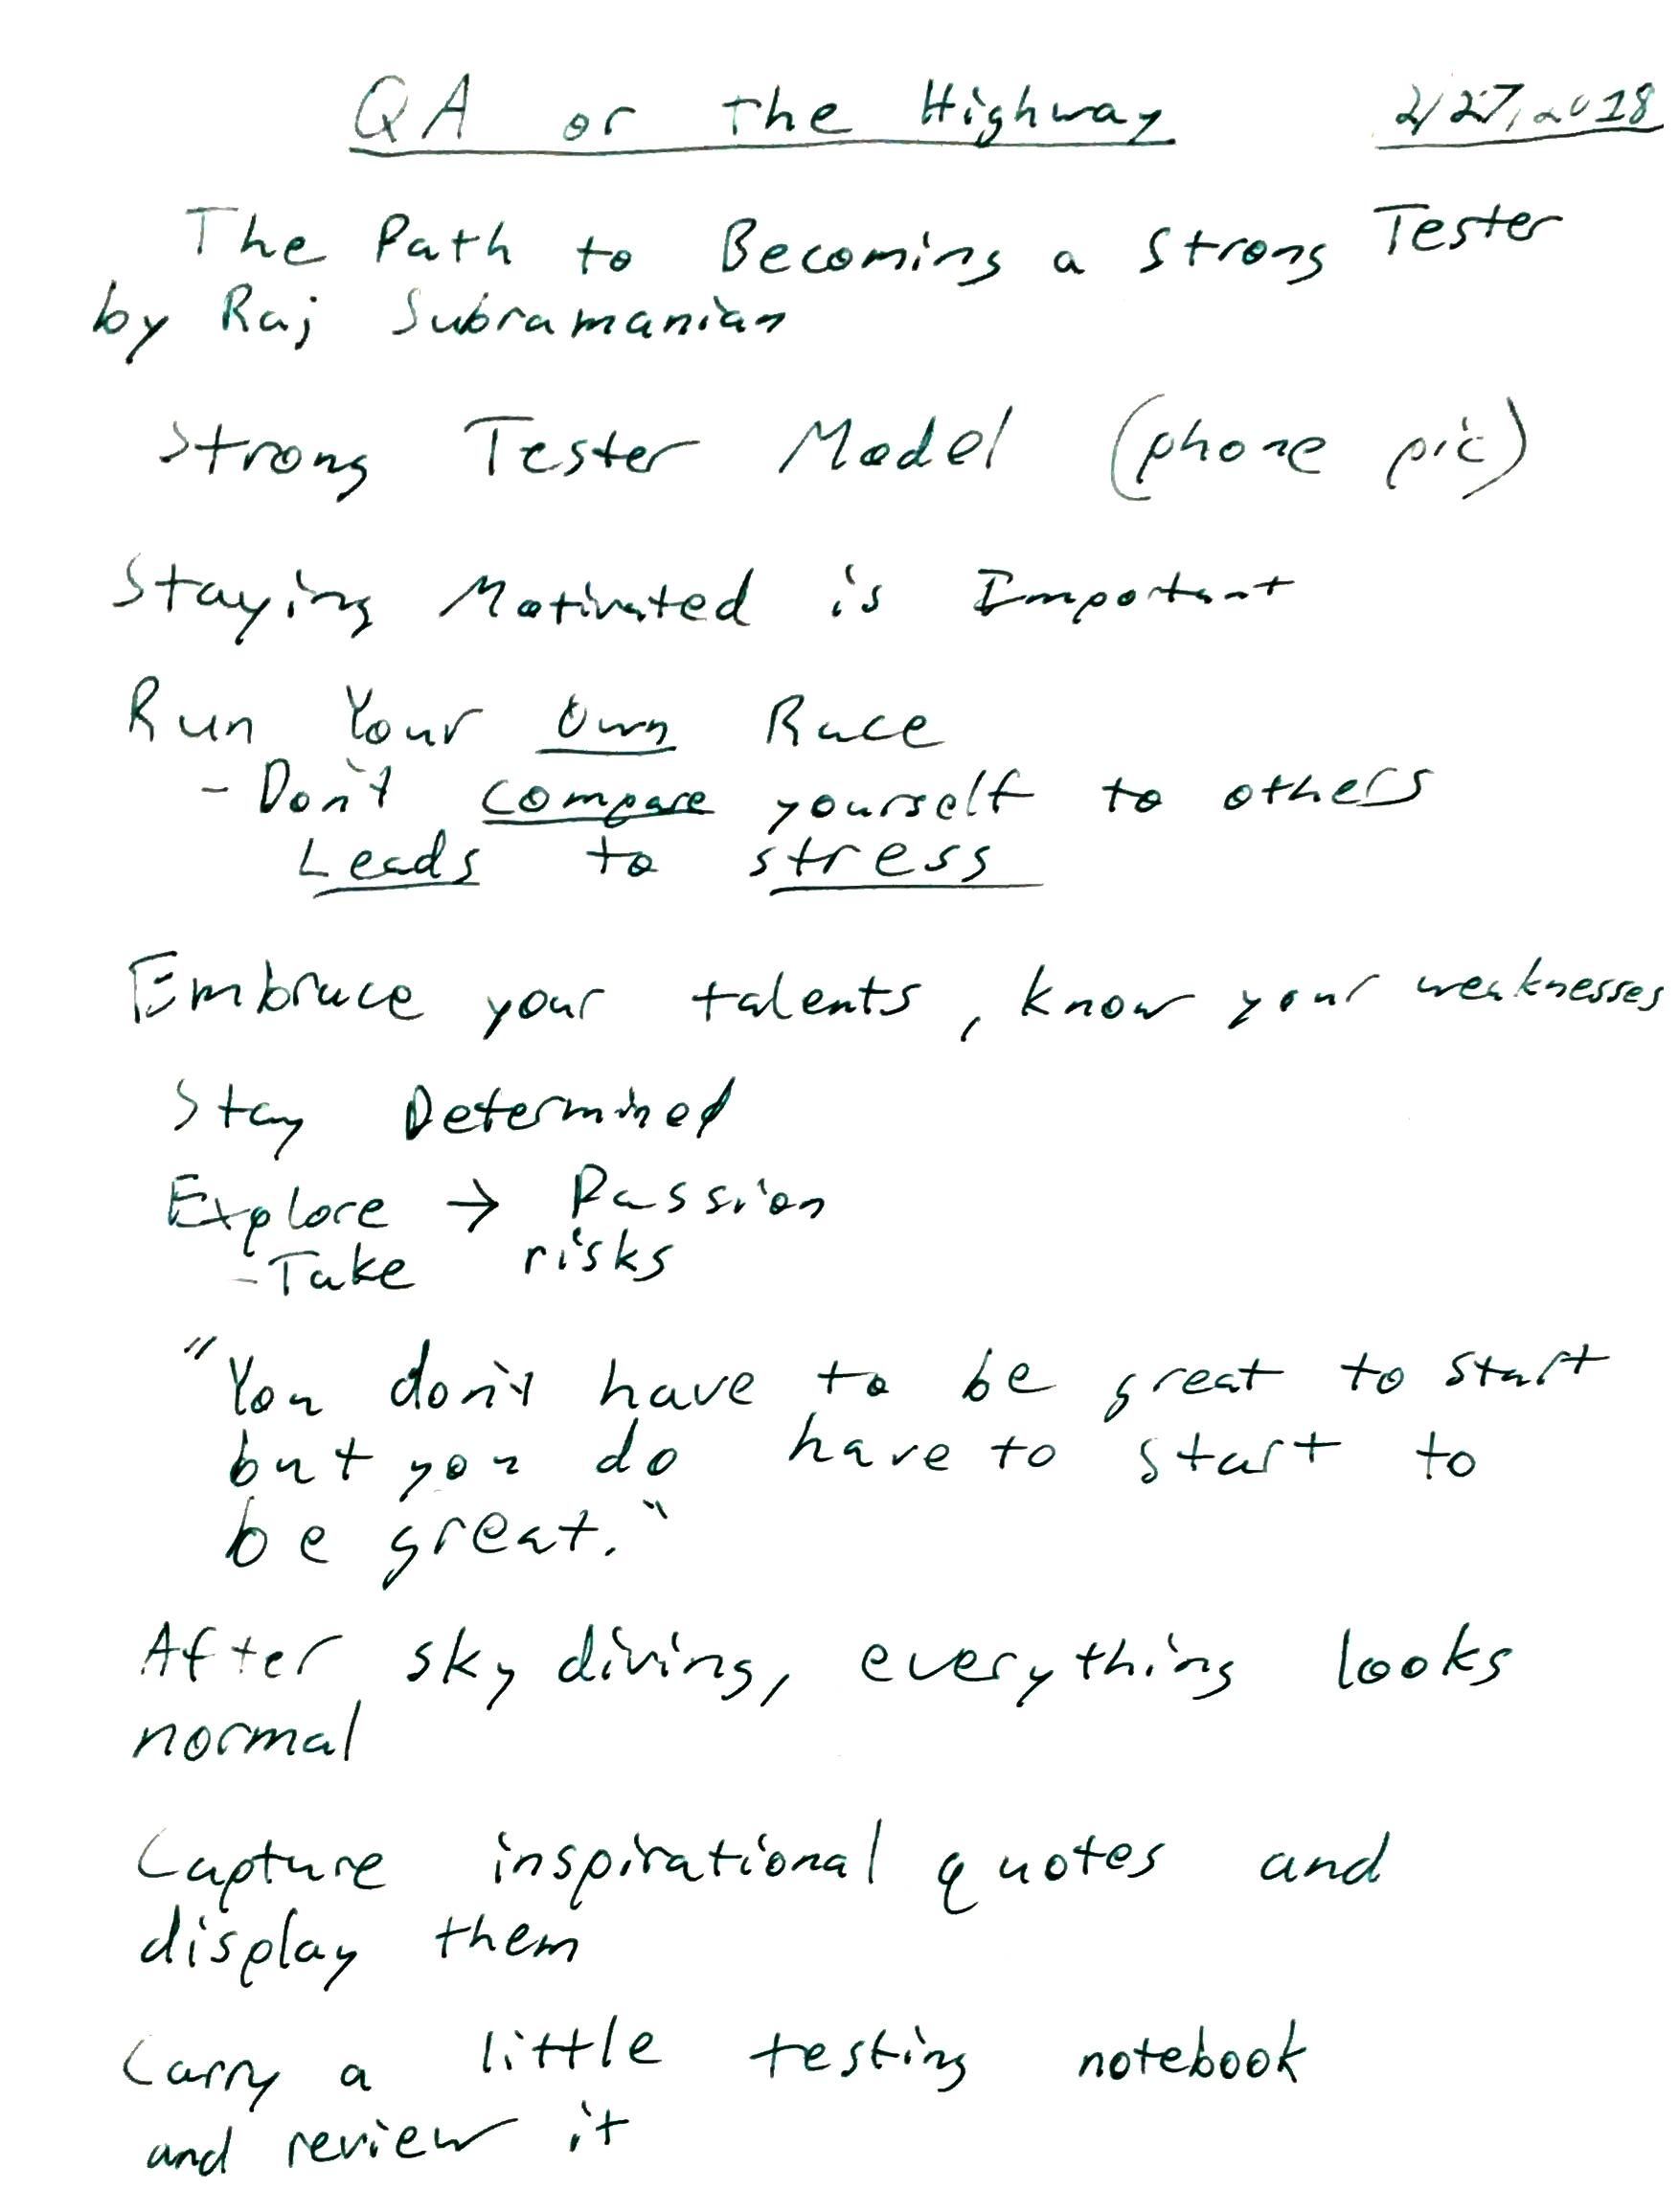 QA or the Highway 2/27/2018
The Path to Becoming a Strong Tester
by Raj Subramanian
Strong Tester Model (phone pic)
Staying Motivated is Important
Run Your Own Race
- Don't compare yourself to others
Leads to stress
Embrace your talents, know your weaknesses
Stay Determined
Explore → Passion
- Take risks
"You don't have to be great to start
but you do have to start to
be great."
After sky diving, everything looks
normal
Capture inspirational quotes and
display them
Carry a little testing notebook
and review it